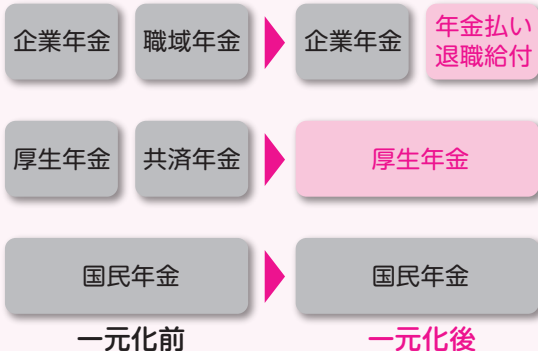 企業年金 職域年金 企業年金 年金払い
退職給付
厚生年金 共済年金 厚生年金
国民年金 国民年金
一元化前 一元化後